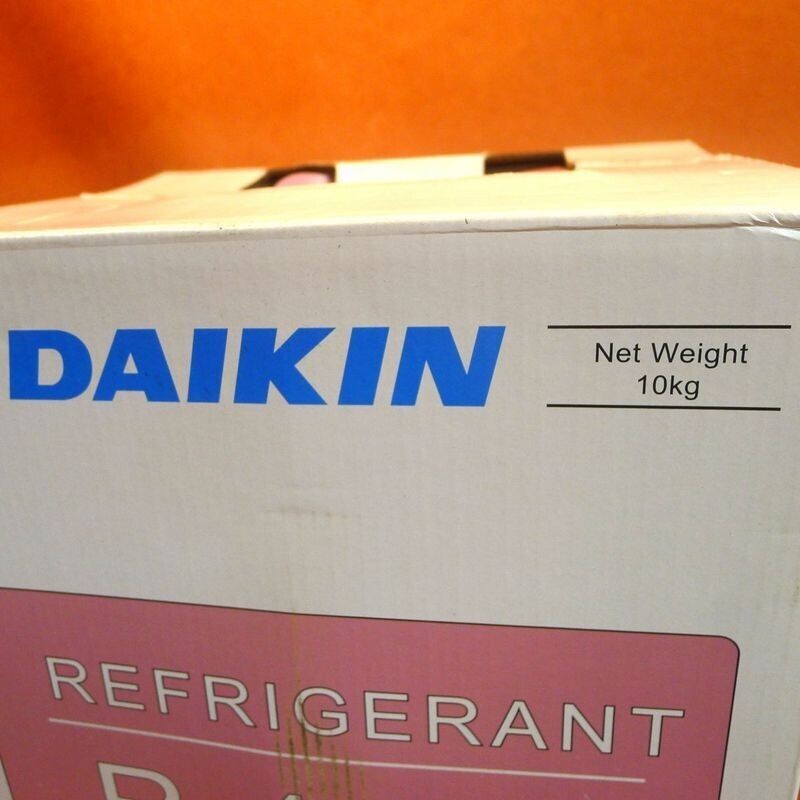 DAIKIN
Net Weight
10kg
REFRIGERANT